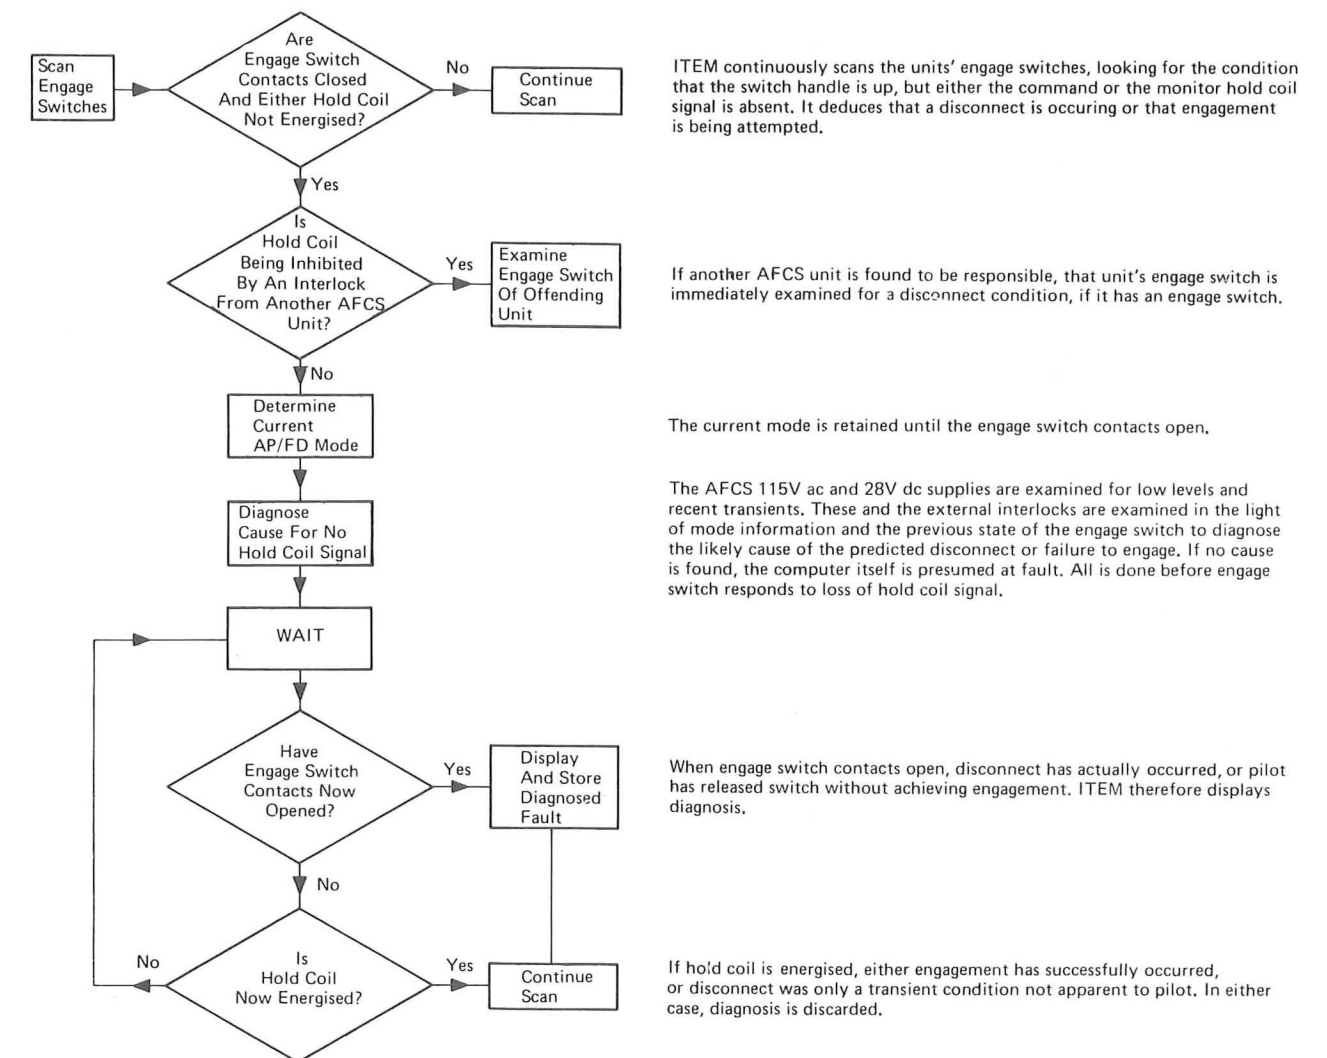 Scan
Engage
Switches
Are
Engage Switch
Contacts Closed
And Either Hold Coil
Not Energised?
No
Continue
Scan
ITEM continuously scans the units' engage switches, looking for the condition
that the switch handle is up, but either the command or the monitor hold coil
signal is absent. It deduces that a disconnect is occuring or that engagement
is being attempted.
Yes
Is
Hold Coil
Being Inhibited
By An Interlock
From Another AFCS
Unit?
Yes
Examine
Engage Switch
Of Offending
Unit
If another AFCS unit is found to be responsible, that unit's engage switch is
immediately examined for a disconnect condition, if it has an engage switch.
No
Determine
Current
AP/FD Mode
The current mode is retained until the engage switch contacts open.
Diagnose
Cause For No
Hold Coil Signal
The AFCS 115V ac and 28V dc supplies are examined for low levels and
recent transients. These and the external interlocks are examined in the light
of mode information and the previous state of the engage switch to diagnose
the likely cause of the predicted disconnect or failure to engage. If no cause
is found, the computer itself is presumed at fault. All is done before engage
switch responds to loss of hold coil signal.
WAIT
Have
Engage Switch
Contacts Now
Opened?
Yes
Display
And Store
Diagnosed
Fault
When engage switch contacts open, disconnect has actually occurred, or pilot
has released switch without achieving engagement. ITEM therefore displays
diagnosis.
No
Is
Hold Coil
Now Energised?
No
Yes
Continue
Scan
If hold coil is energised, either engagement has successfully occurred,
or disconnect was only a transient condition not apparent to pilot. In either
case, diagnosis is discarded.